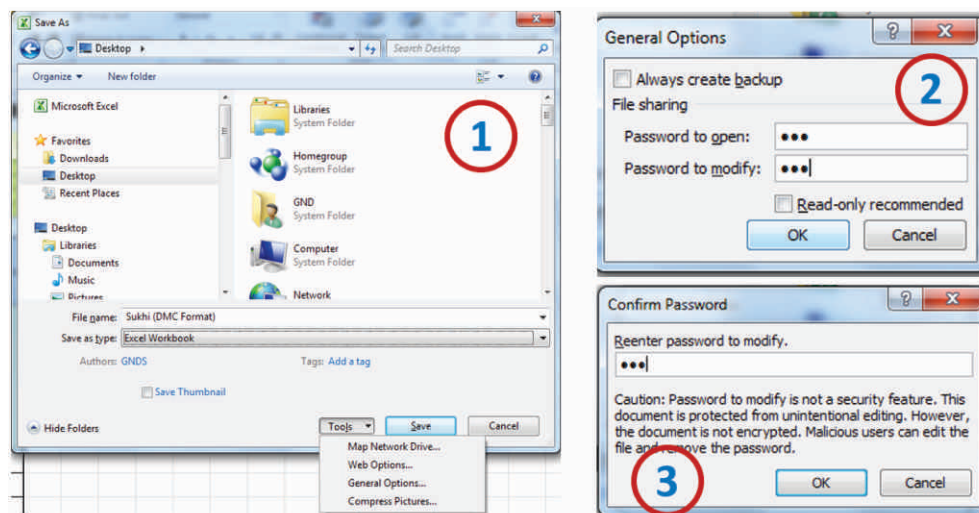 Save As
Desktop
Search Desktop
Organize
New folder
Microsoft Excel
Favorites
Downloads
Desktop
Recent Places
Desktop
Libraries
Documents
Music
Pictures
Libraries
System Folder
Homegroup
System Folder
GND
System Folder
Computer
System Folder
Network
1
File name: Sukhi (DMC Format)
Save as type: Excel Workbook
Authors: GNDS
Tags: Add a tag
Save Thumbnail
Hide Folders
Tools
Save
Cancel
Map Network Drive...
Web Options...
General Options...
Compress Pictures...
General Options
2
Always create backup
File sharing
Password to open: •••
Password to modify: •••
Read-only recommended
OK
Cancel
Confirm Password
Reenter password to modify.
•••
Caution: Password to modify is not a security feature. This
document is protected from unintentional editing. However,
the document is not encrypted. Malicious users can edit the
file and remove the password.
3
OK
Cancel